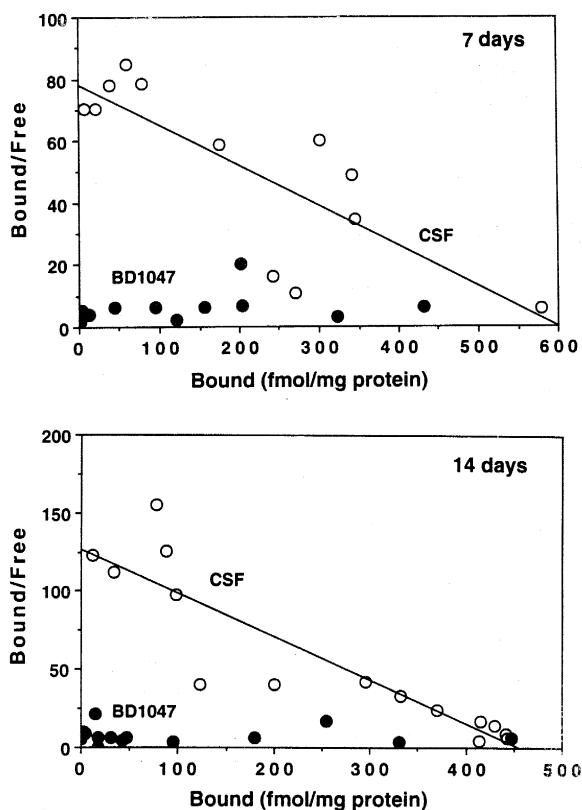 100
7 days
80
60
40
20
0
Bound/Free
CSF
BD1047
0 100 200 300 400 500 600
Bound (fmol/mg protein)
200
14 days
150
100
50
0
Bound/Free
CSF
BD1047
0 100 200 300 400 500
Bound (fmol/mg protein)